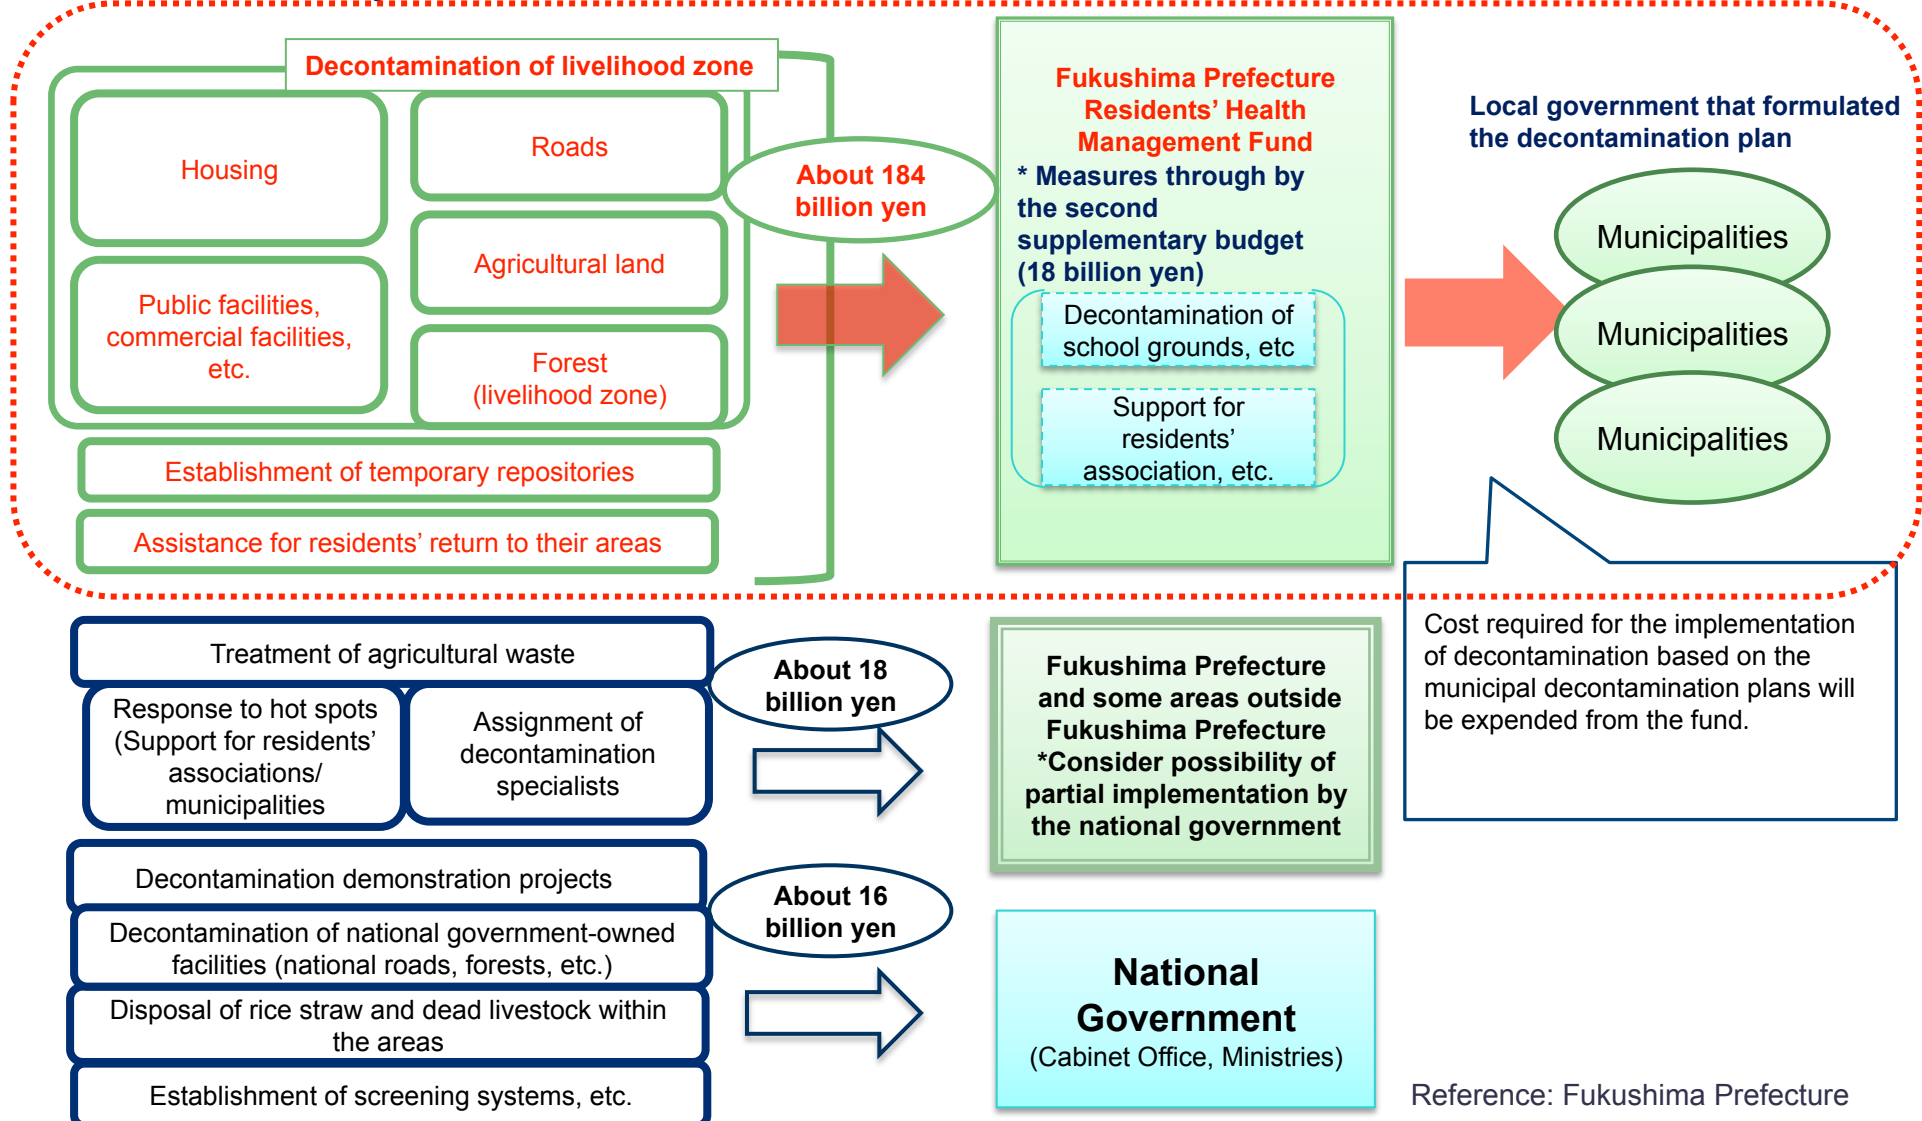 Decontamination of livelihood zone
Housing
Roads
Public facilities,
commercial facilities,
etc.
Agricultural land
Forest
(livelihood zone)
Establishment of temporary repositories
Assistance for residents’ return to their areas
About 184
billion yen
Fukushima Prefecture
Residents’ Health
Management Fund
* Measures through by
the second
supplementary budget
(18 billion yen)
Decontamination of
school grounds, etc
Support for
residents’
association, etc.
Local government that formulated
the decontamination plan
Municipalities
Municipalities
Municipalities
Cost required for the implementation
of decontamination based on the
municipal decontamination plans will
be expended from the fund.
Treatment of agricultural waste
Response to hot spots
(Support for residents’
associations/
municipalities
Assignment of
decontamination
specialists
About 18
billion yen
Fukushima Prefecture
and some areas outside
Fukushima Prefecture
*Consider possibility of
partial implementation by
the national government
Decontamination demonstration projects
Decontamination of national government-owned
facilities (national roads, forests, etc.)
Disposal of rice straw and dead livestock within
the areas
Establishment of screening systems, etc.
About 16
billion yen
National
Government
(Cabinet Office, Ministries)
Reference: Fukushima Prefecture